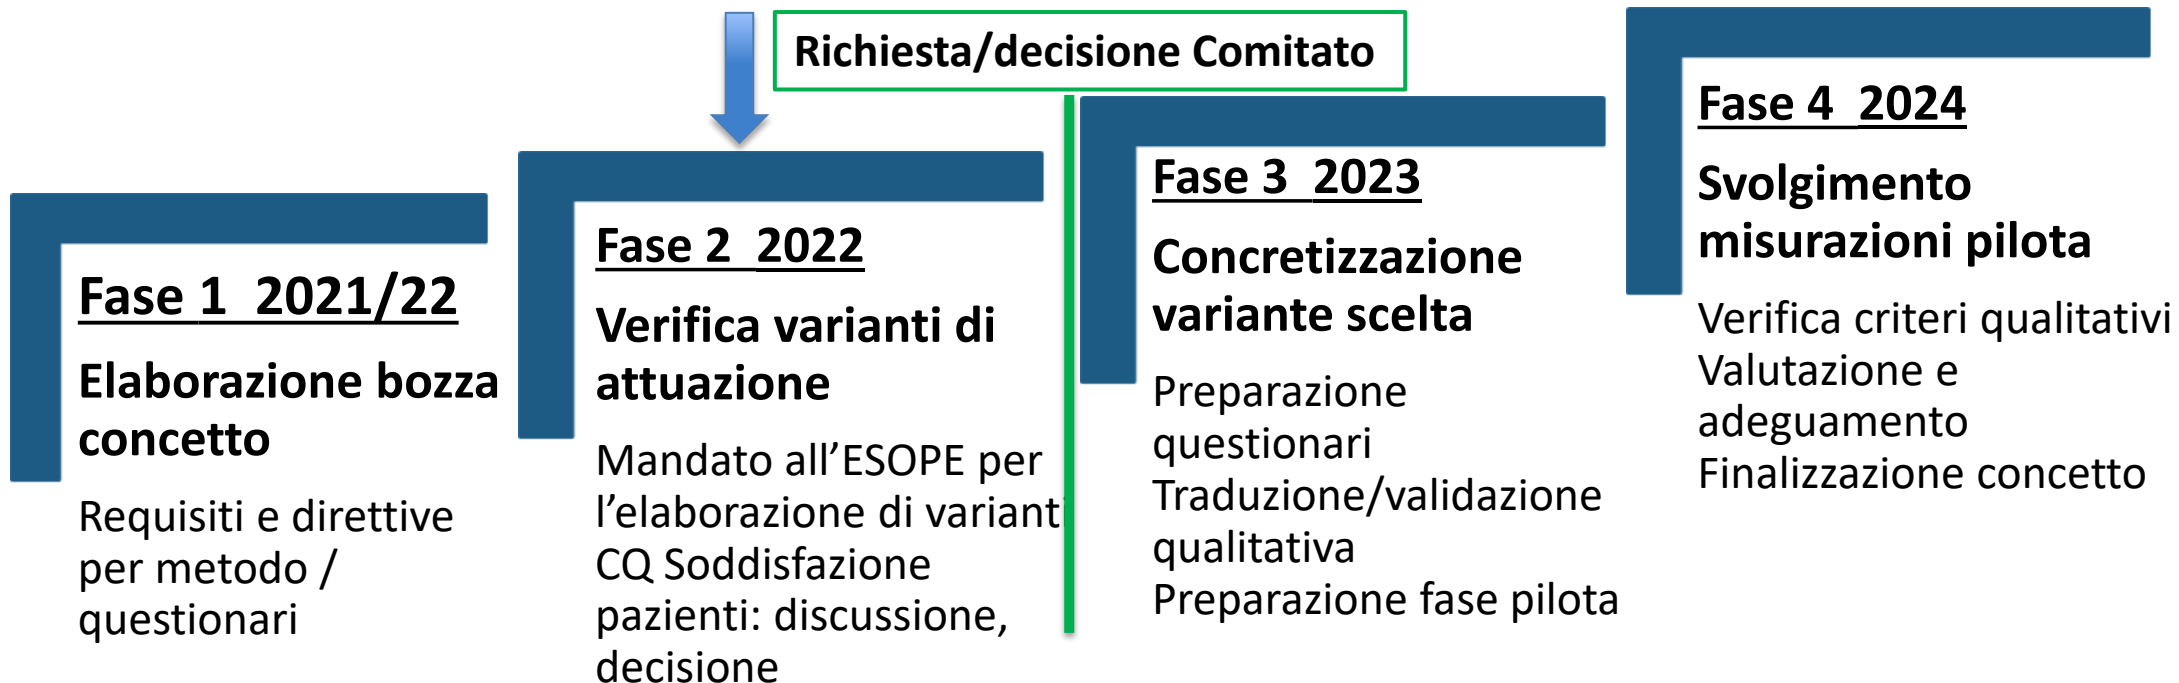 Richiesta/decisione Comitato
Fase 1  2021/22
Elaborazione bozza
concetto
Requisiti e direttive
per metodo /
questionari
Fase 2  2022
Verifica varianti di
attuazione
Mandato all’ESOPE per
l’elaborazione di varianti
CQ Soddisfazione
pazienti: discussione,
decisione
Fase 3  2023
Concretizzazione
variante scelta
Preparazione
questionari
Traduzione/validazione
qualitativa
Preparazione fase pilota
Fase 4  2024
Svolgimento
misurazioni pilota
Verifica criteri qualitativi
Valutazione e
adeguamento
Finalizzazione concetto